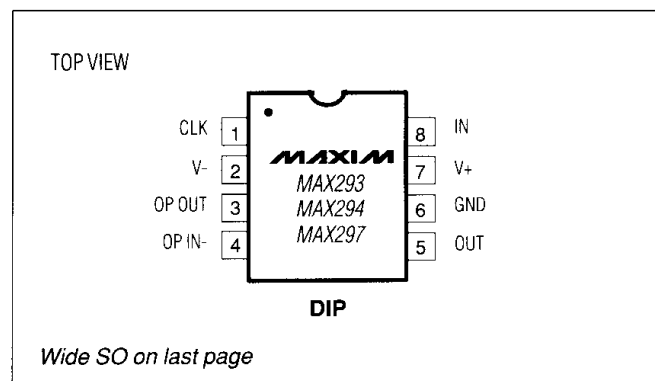 TOP VIEW
CLK 1
V- 2
OP OUT 3
OP IN- 4
MAXIM
MAX293
MAX294
MAX297
8 IN
7 V+
6 GND
5 OUT
DIP
Wide SO on last page